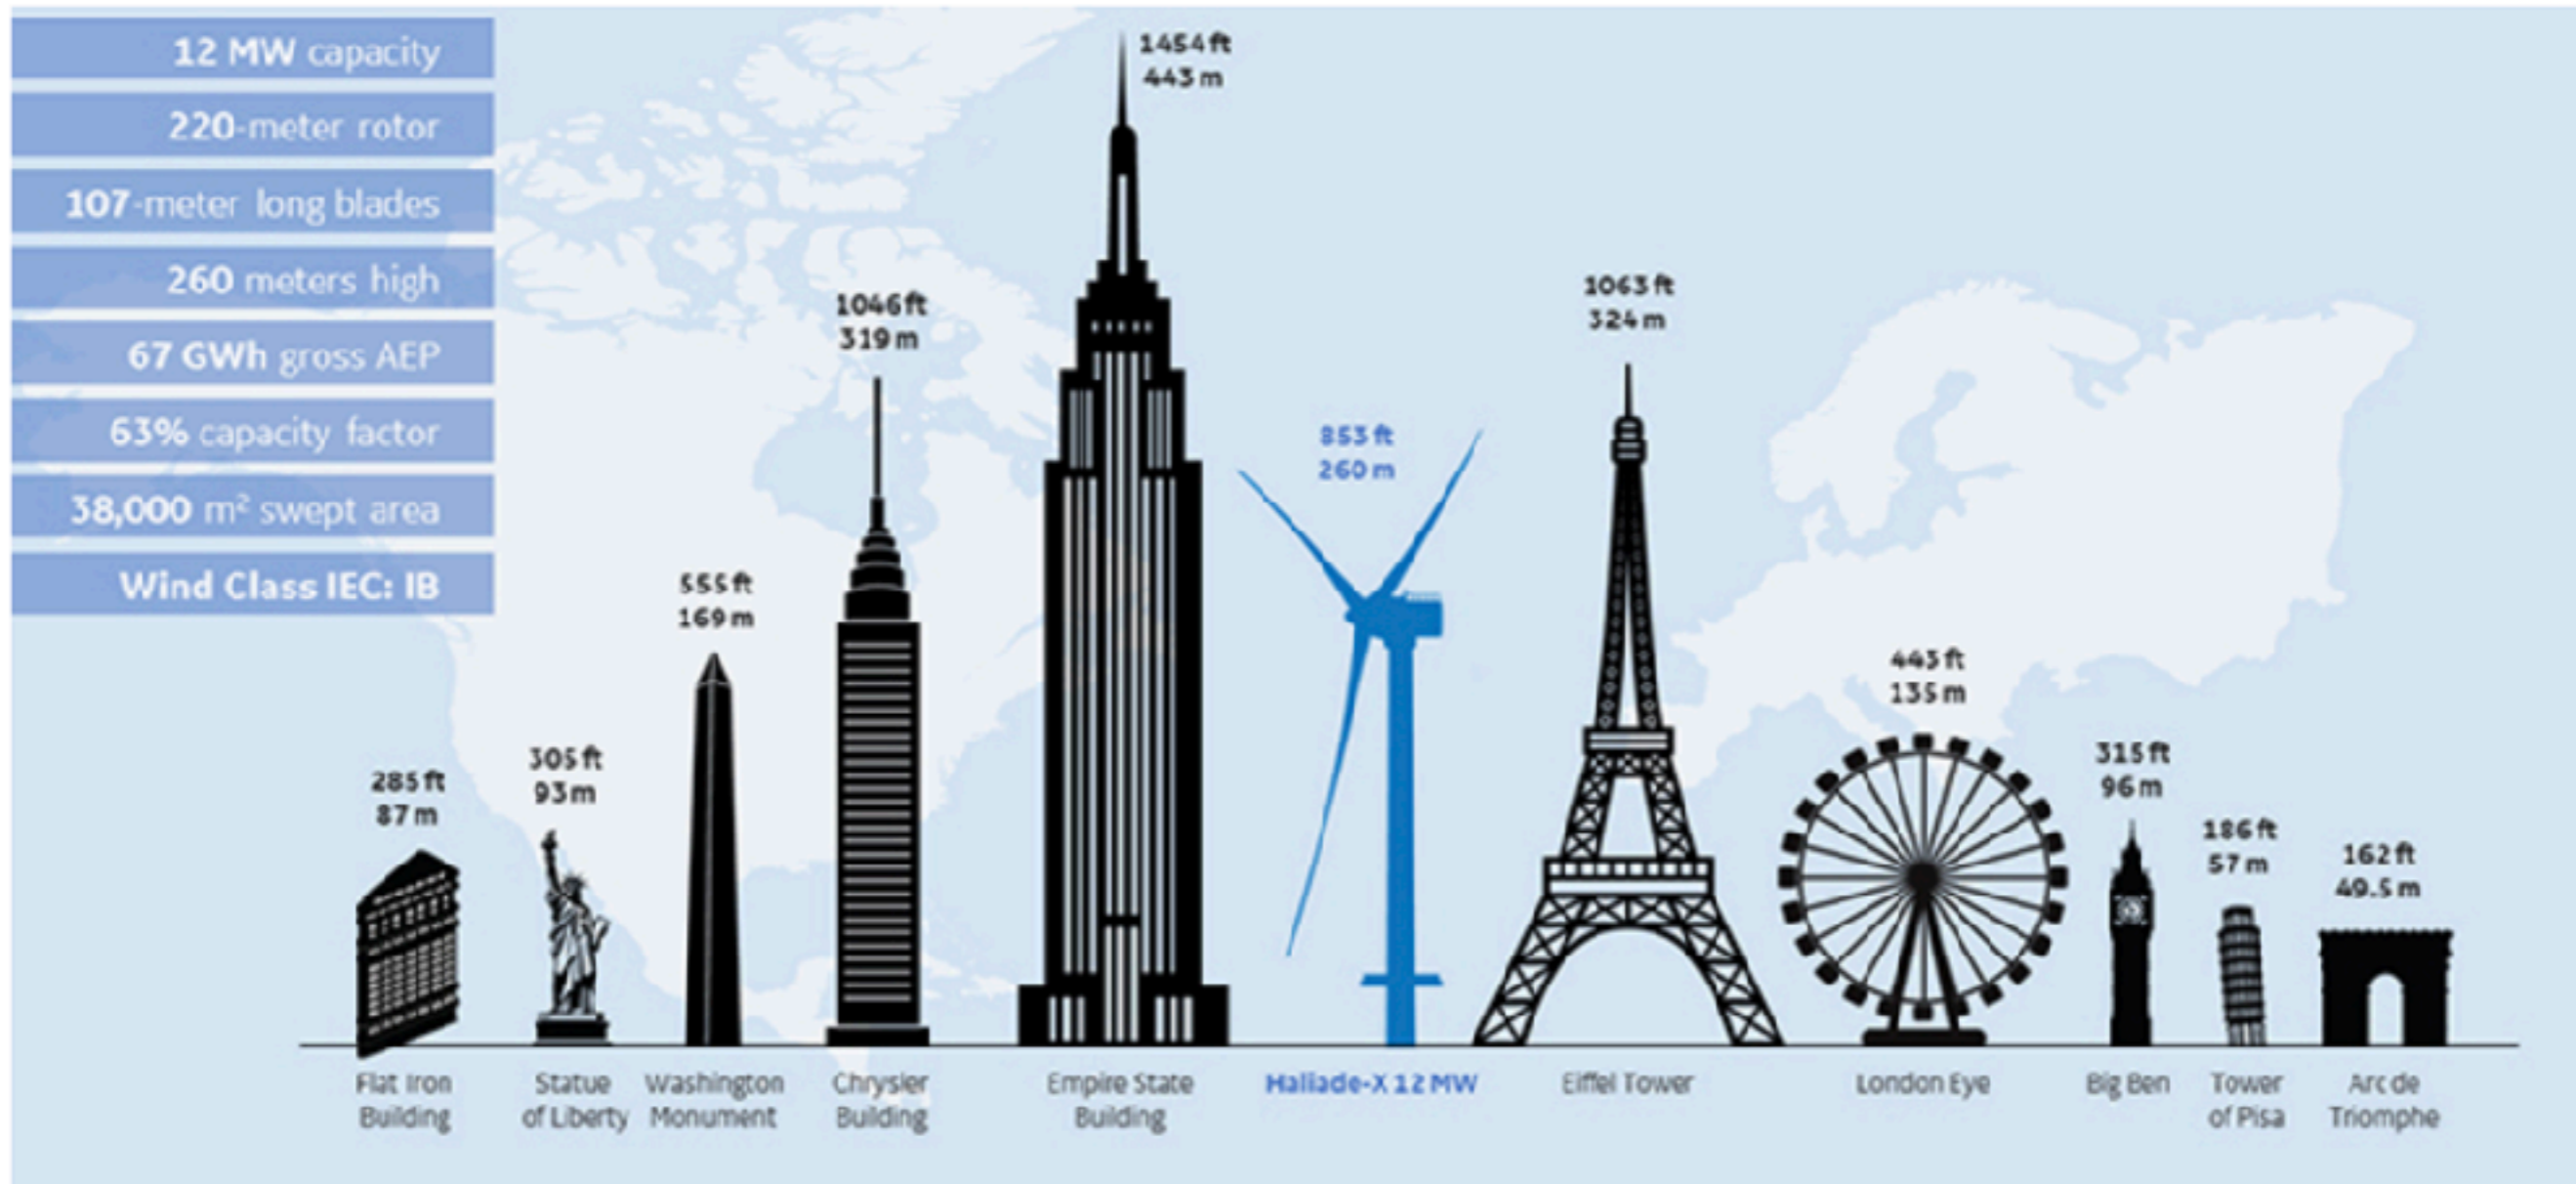 12 MW capacity
220-meter rotor
107-meter long blades
260 meters high
67 GWh gross AEP
63% capacity factor
38,000 m² swept area
Wind Class IEC: IB
285 ft
87 m
305 ft
93 m
555 ft
169 m
1046 ft
319 m
1454 ft
443 m
853 ft
260 m
1063 ft
324 m
443 ft
135 m
315 ft
96 m
186 ft
57 m
162 ft
49.5 m
Flat Iron
Building
Statue
of Liberty
Washington
Monument
Chrysler
Building
Empire State
Building
Haliade-X 12 MW
Eiffel Tower
London Eye
Big Ben
Tower
of Pisa
Arc de
Triomphe